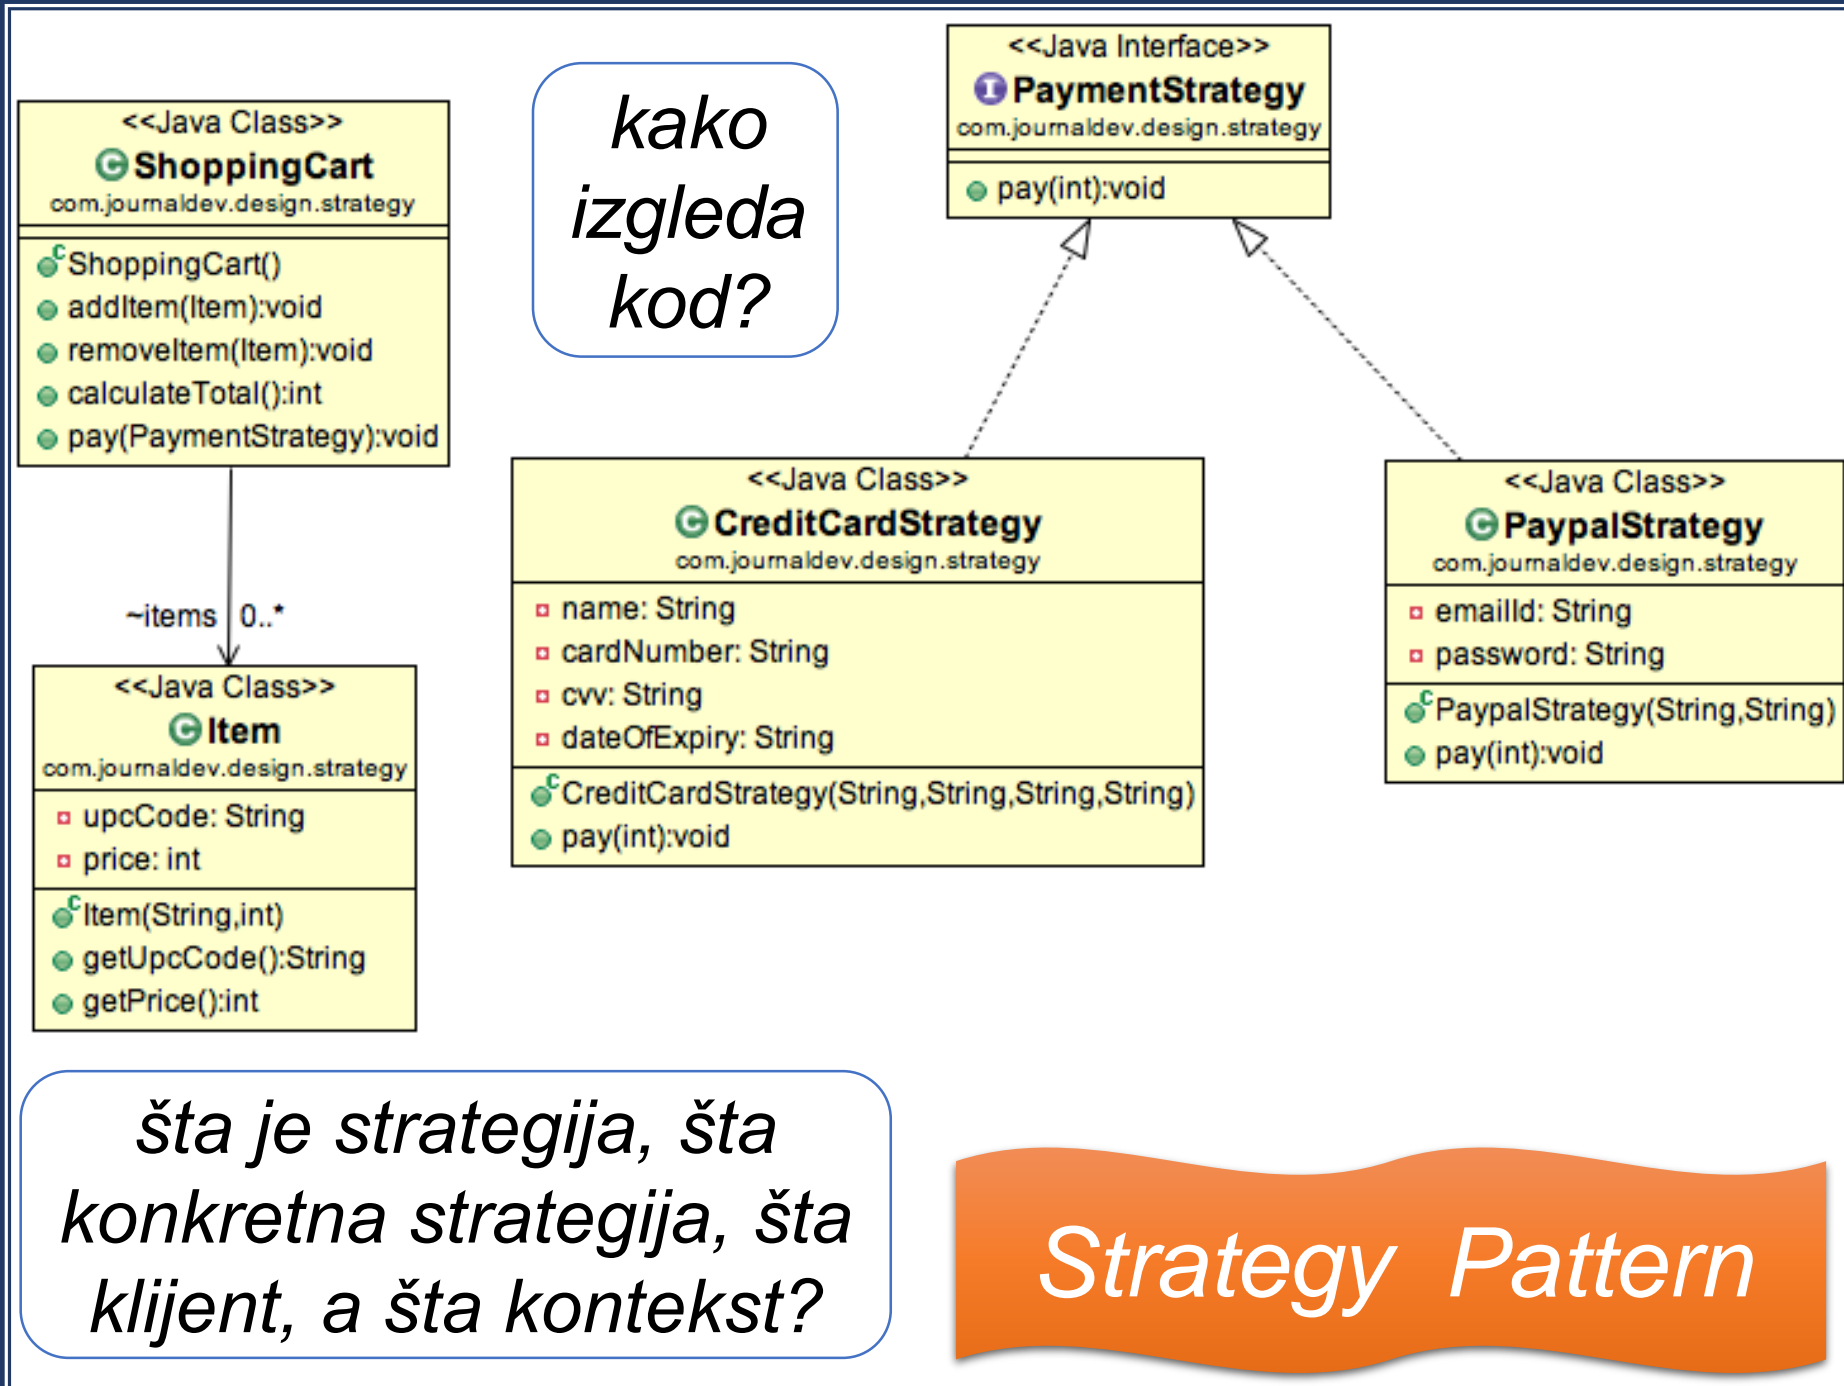 <<Java Class>>
ShoppingCart
com.journaldev.design.strategy
ShoppingCart()
addItem(Item):void
removeItem(Item):void
calculateTotal():int
pay(PaymentStrategy):void
~items 0..*
<<Java Class>>
Item
com.journaldev.design.strategy
upcCode: String
price: int
Item(String,int)
getUpcCode():String
getPrice():int
kako
izgleda
kod?
<<Java Interface>>
PaymentStrategy
com.journaldev.design.strategy
pay(int):void
<<Java Class>>
CreditCardStrategy
com.journaldev.design.strategy
name: String
cardNumber: String
cvv: String
dateOfExpiry: String
CreditCardStrategy(String,String,String,String)
pay(int):void
<<Java Class>>
PaypalStrategy
com.journaldev.design.strategy
emailId: String
password: String
PaypalStrategy(String,String)
pay(int):void
šta je strategija, šta
konkretna strategija, šta
klijent, a šta kontekst?
Strategy Pattern